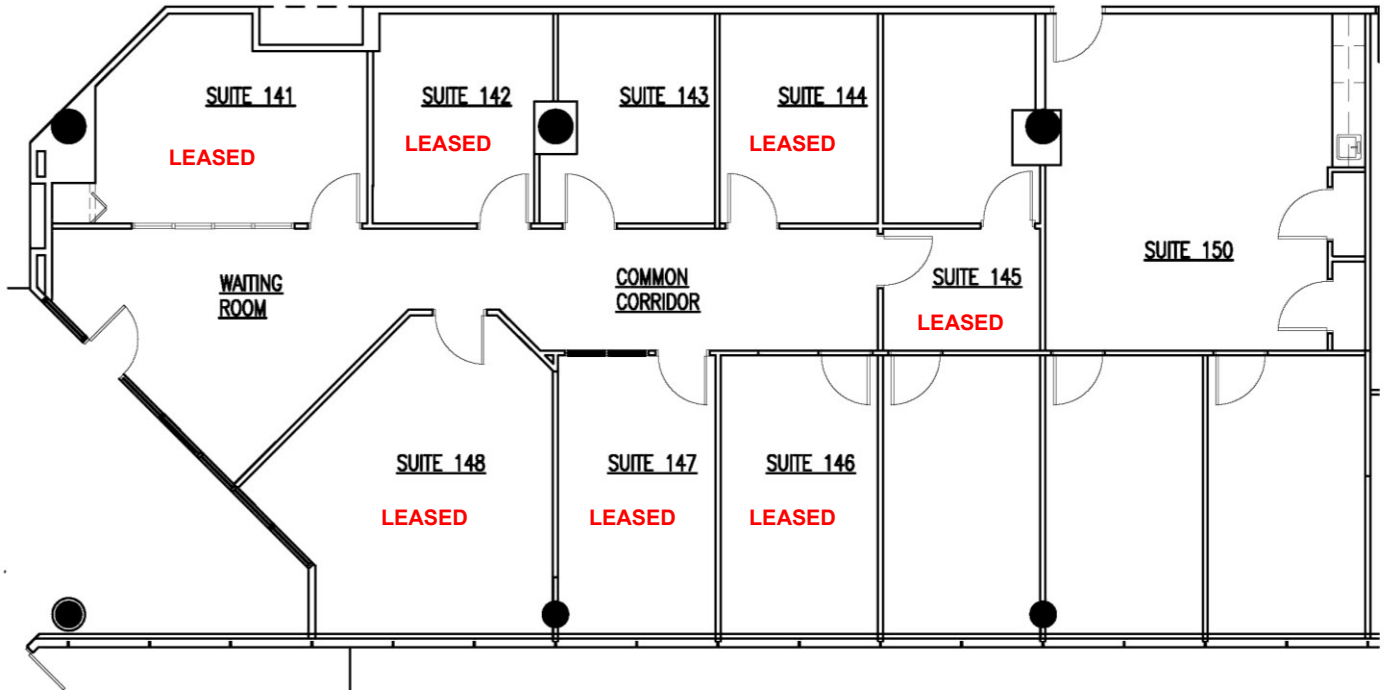 SUITE 141
LEASED
SUITE 142
LEASED
SUITE 143
SUITE 144
LEASED
WAITING
ROOM
COMMON
CORRIDOR
SUITE 145
LEASED
SUITE 150
SUITE 148
LEASED
SUITE 147
LEASED
SUITE 146
LEASED